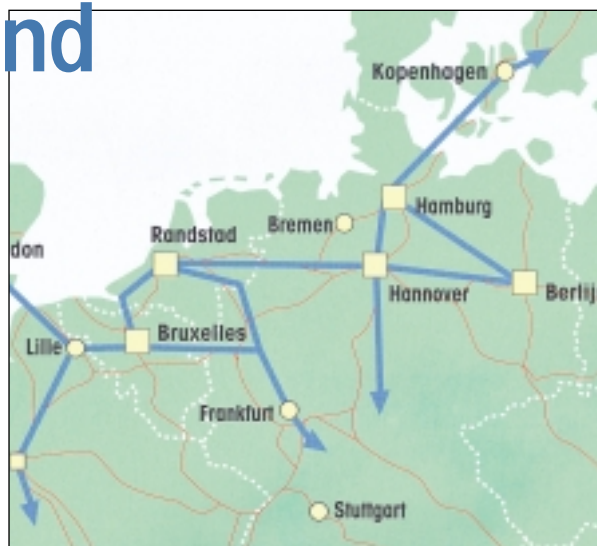 nd
Kopenhagen
Hamburg
Bremen
Randstad
don
Hannover
Berlij
Bruxelles
Lille
Frankfurt
Stuttgart